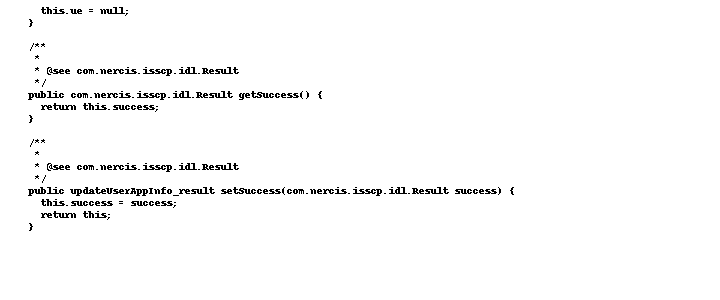 this.ue = null;
}
/**
*
* @see com.nercis.isscp.idl.Result
*/
public com.nercis.isscp.idl.Result getSuccess() {
return this.success;
}
/**
*
* @see com.nercis.isscp.idl.Result
*/
public updateUserAppInfo_result setSuccess(com.nercis.isscp.idl.Result success) {
this.success = success;
return this;
}